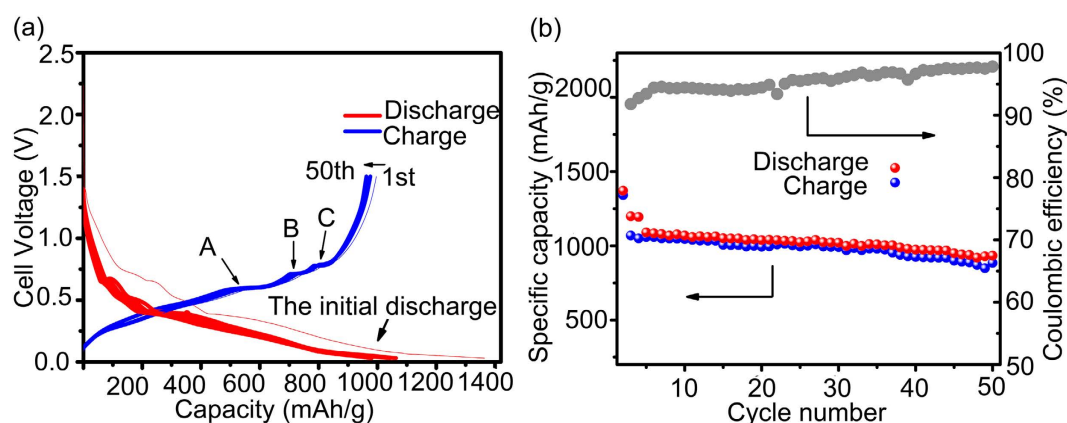 (a)
2.5
2.0
1.5
1.0
0.5
0.0
Cell Voltage (V)
Discharge
Charge
50th
1st
A
B
C
The initial discharge
200 400 600 800 1000 1200 1400
Capacity (mAh/g)
(b)
2000
1500
1000
500
Specific capacity (mAh/g)
Discharge
Charge
100
90
80
70
60
50
Coulombic efficiency (%)
10 20 30 40 50
Cycle number